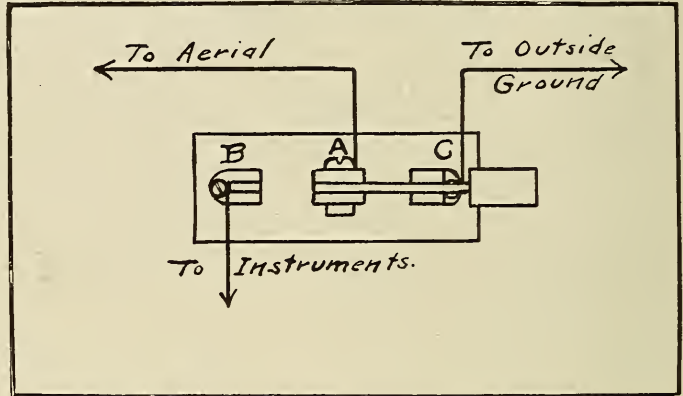 To Aerial
To Outside
Ground
A
B
C
To Instruments.